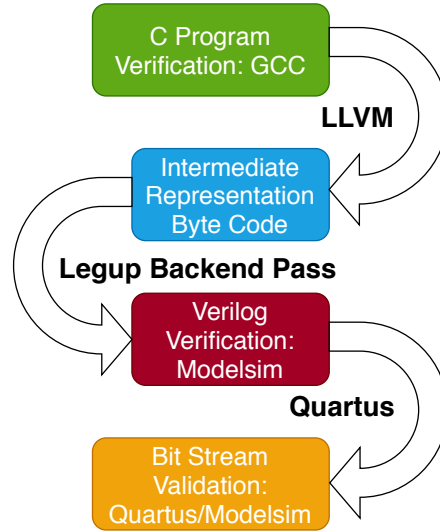 C Program
Verification: GCC
LLVM
Intermediate
Representation
Byte Code
Legup Backend Pass
Verilog
Verification:
Modelsim
Quartus
Bit Stream
Validation:
Quartus/Modelsim